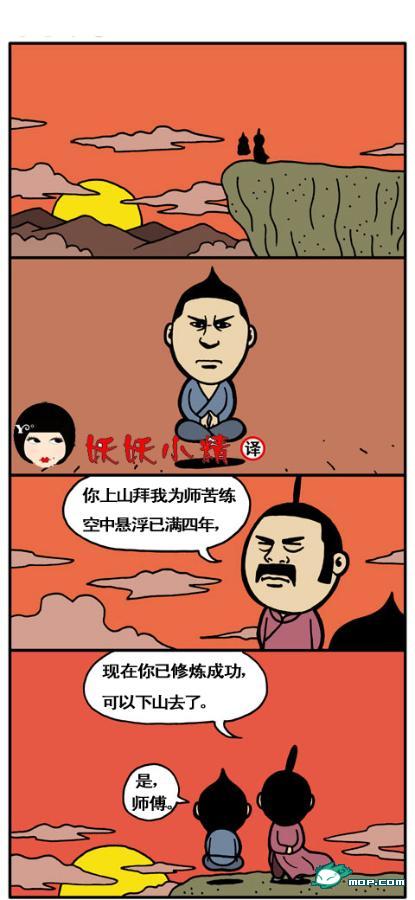 Y
妖妖小精 译
你上山拜我为师苦练
空中悬浮已满四年，
现在你已修炼成功，
可以下山去了。
是，
师傅。
mop.com